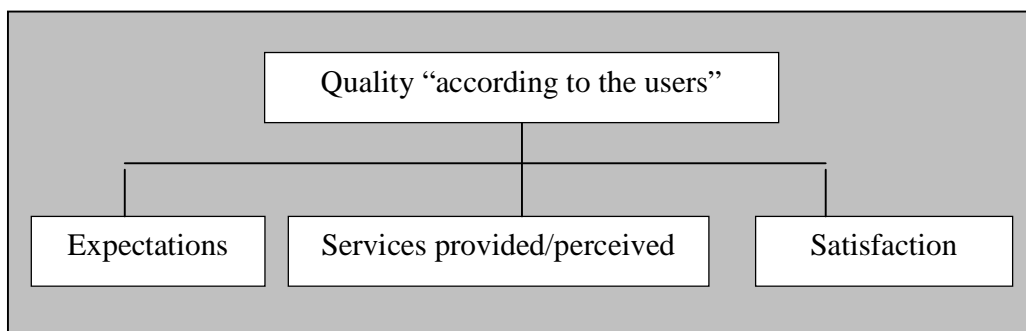 Quality “according to the users”
Expectations
Services provided/perceived
Satisfaction